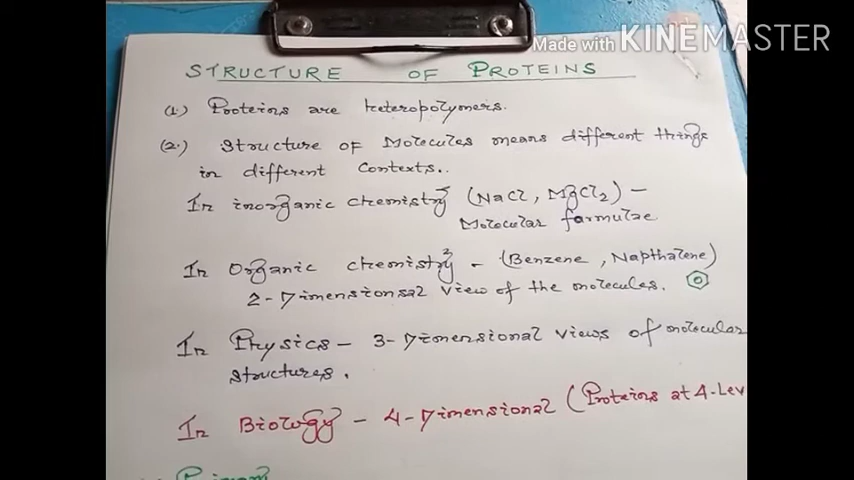 Made with KINEMASTER
STRUCTURE OF PROTEINS
(1.) Proteins are heteropolymers.
(2.) Structure of Molecules means different things
in different contexts..
In inorganic chemistry (NaCl, MgCl2) -
Molecular formulae
In Organic chemistry - (Benzene, Napthalene)
2-Dimensionsal view of the molecules.
In Physics - 3-Dimensional views of molecular
structures.
In Biology - 4-Dimensional (Proteins at 4-Lev